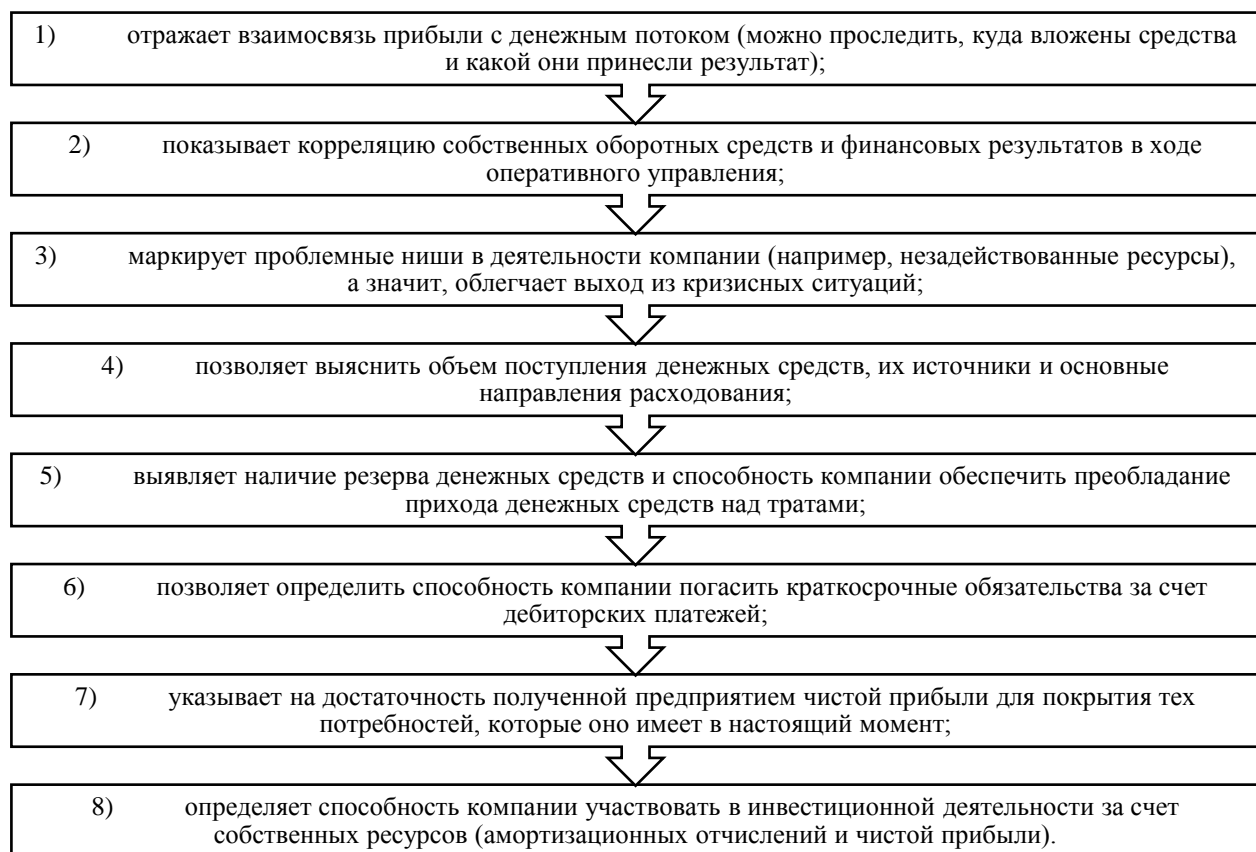 1) отражает взаимосвязь прибыли с денежным потоком (можно проследить, куда вложены средства
и какой они принесли результат);
2) показывает корреляцию собственных оборотных средств и финансовых результатов в ходе
оперативного управления;
3) маркирует проблемные ниши в деятельности компании (например, незадействованные ресурсы),
а значит, облегчает выход из кризисных ситуаций;
4) позволяет выяснить объем поступления денежных средств, их источники и основные
направления расходования;
5) выявляет наличие резерва денежных средств и способность компании обеспечить преобладание
прихода денежных средств над тратами;
6) позволяет определить способность компании погасить краткосрочные обязательства за счет
дебиторских платежей;
7) указывает на достаточность полученной предприятием чистой прибыли для покрытия тех
потребностей, которые оно имеет в настоящий момент;
8) определяет способность компании участвовать в инвестиционной деятельности за счет
собственных ресурсов (амортизационных отчислений и чистой прибыли).